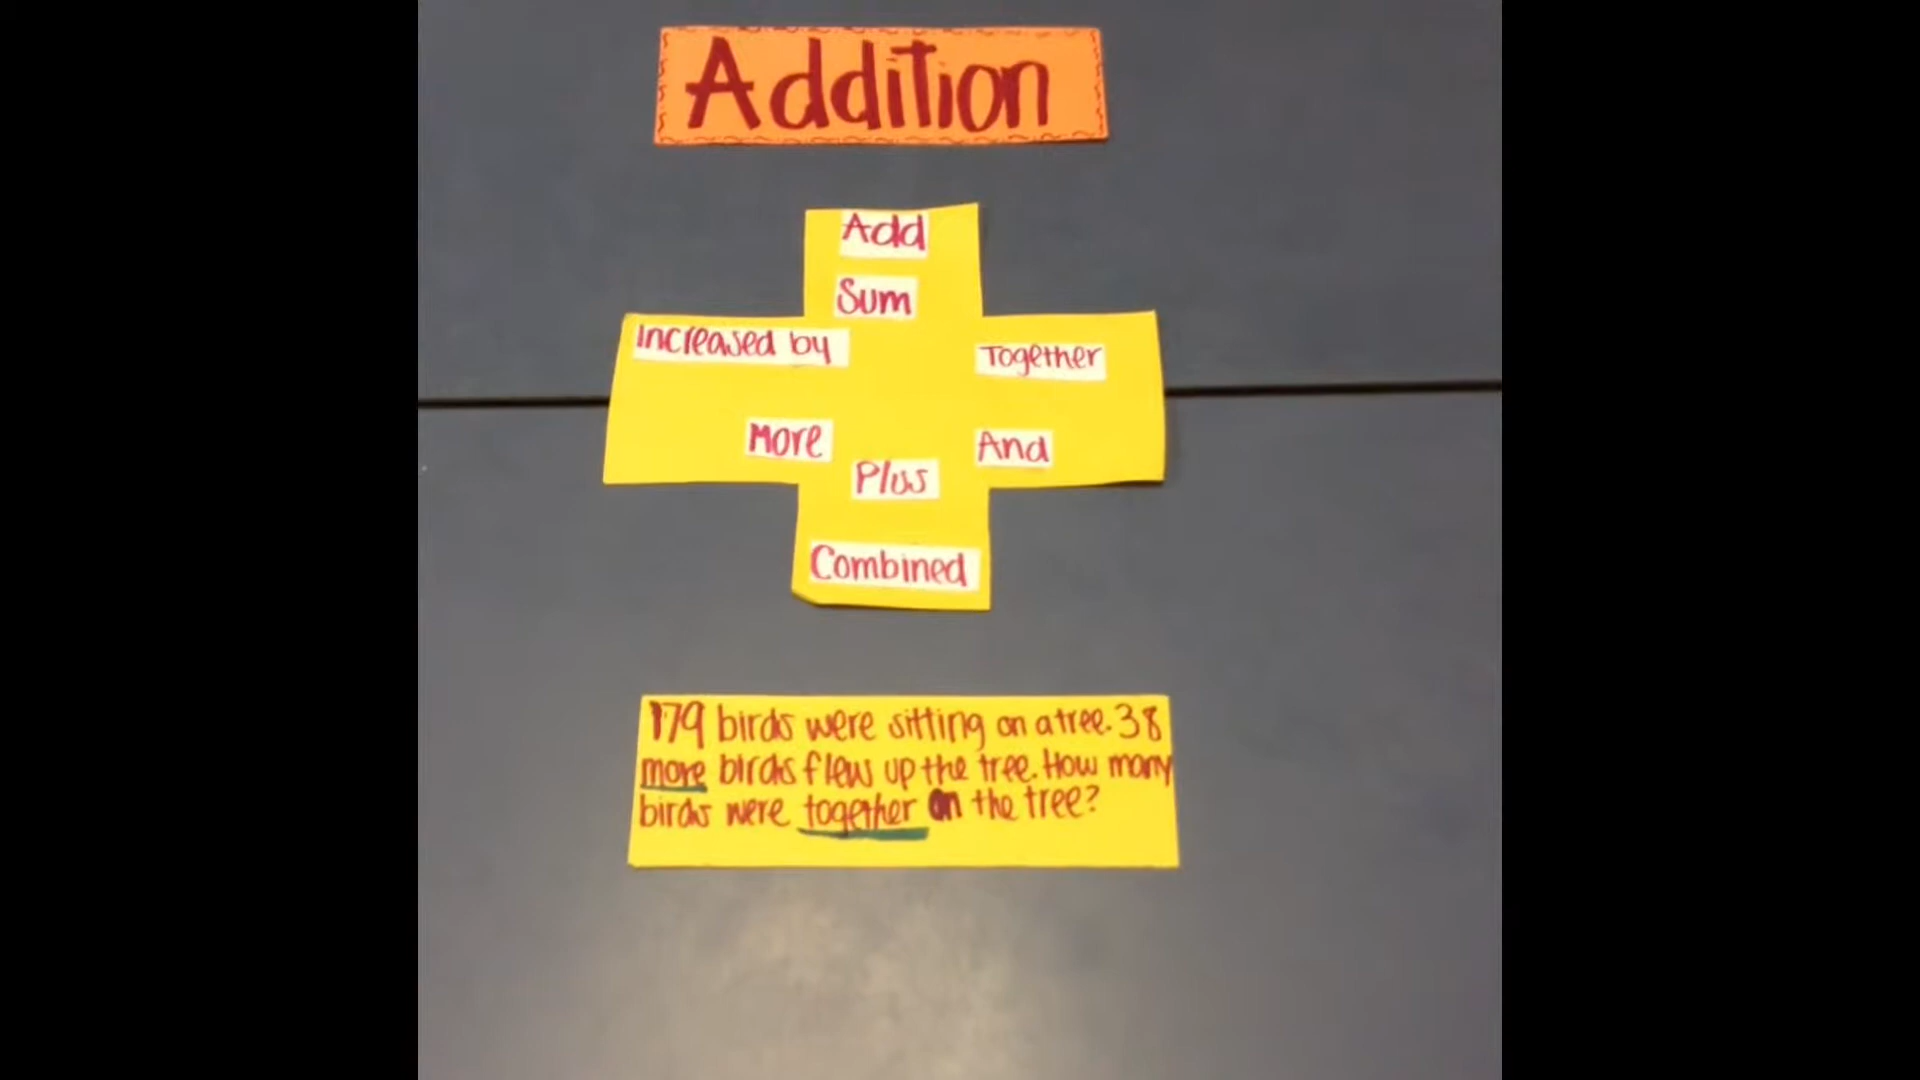 Addition
Add
Sum
Increased by
Together
More
And
Plus
Combined
179 birds were sitting on a tree. 38
more birds flew up the tree. How many
birds were together on the tree?